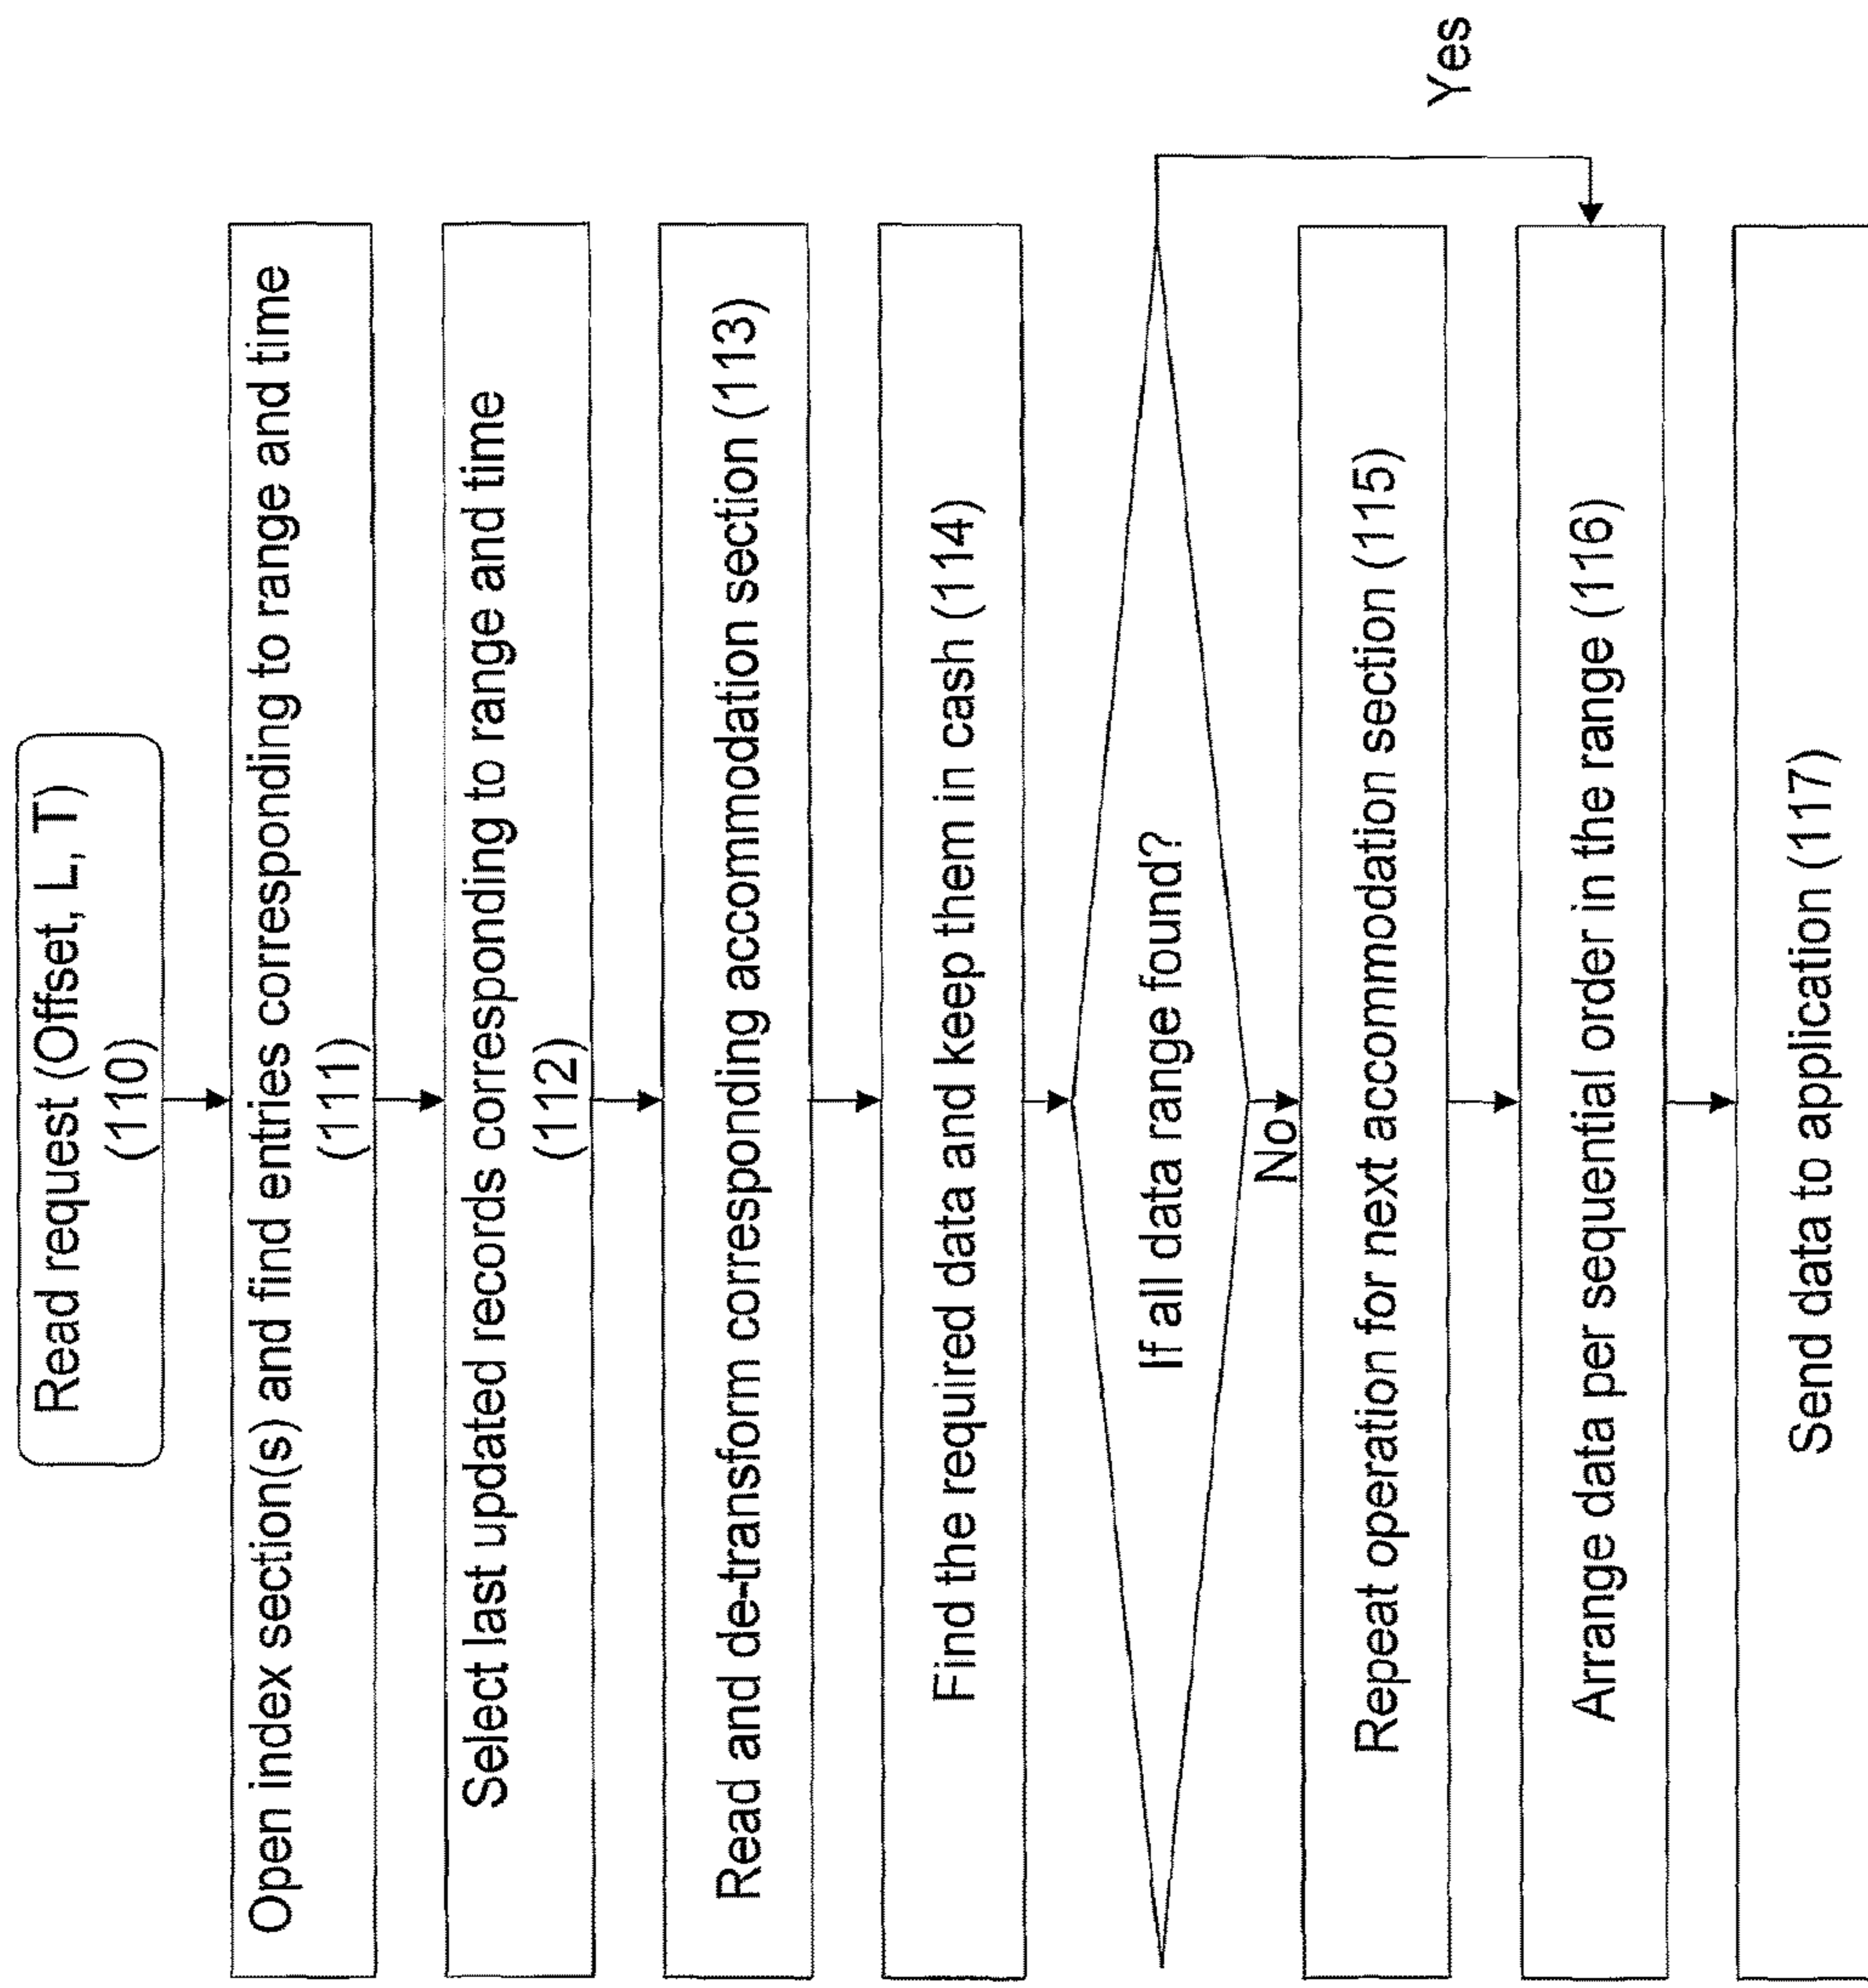 Read request (Offset, L, T)
(110)
Open index section(s) and find entries corresponding to range and time
(111)
Select last updated records corresponding to range and time
(112)
Read and de-transform corresponding accommodation section (113)
Find the required data and keep them in cash (114)
If all data range found?
Yes
No
Repeat operation for next accommodation section (115)
Arrange data per sequential order in the range (116)
Send data to application (117)